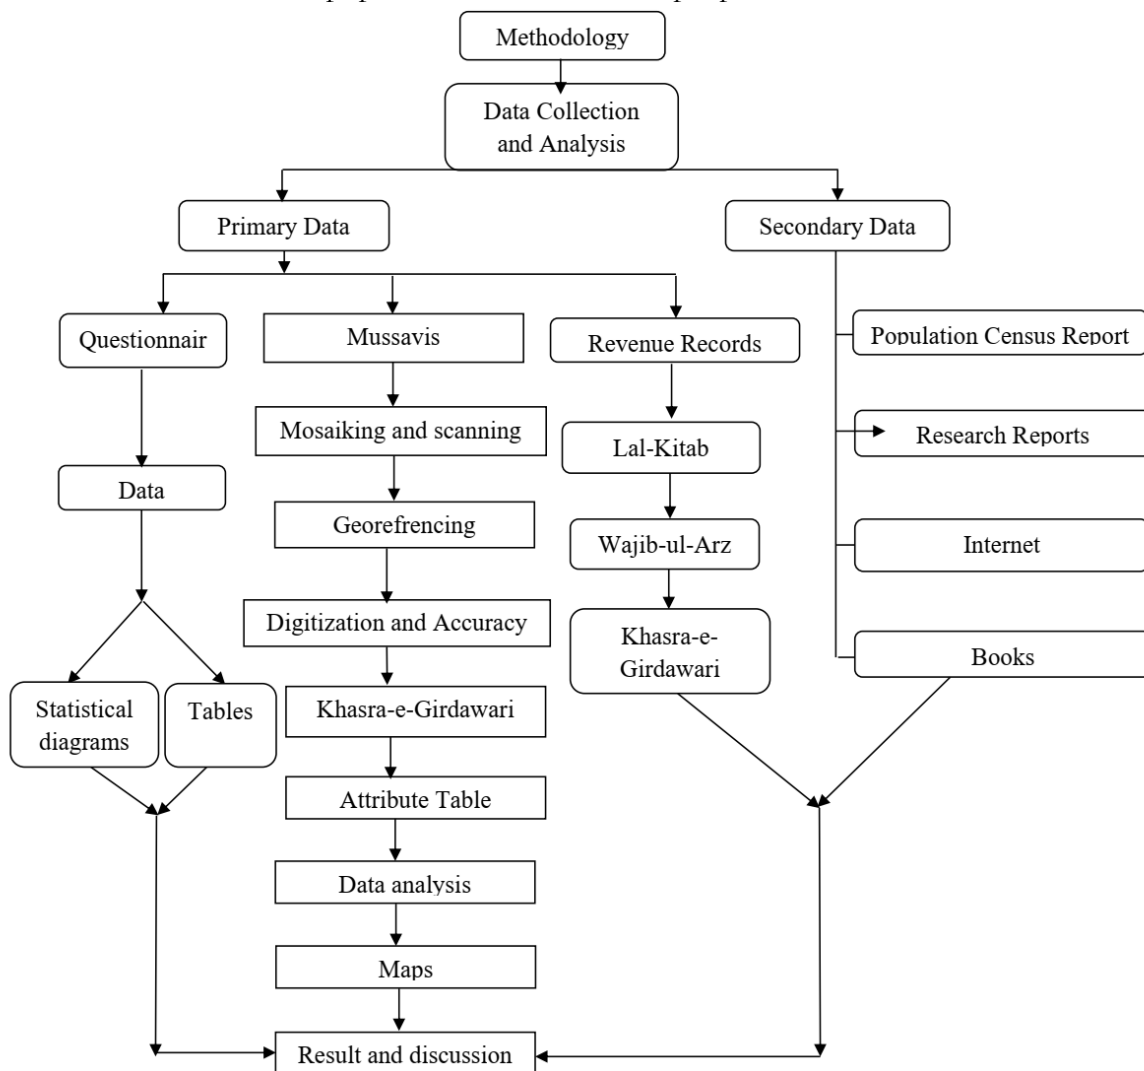 Methodology
Data Collection
and Analysis
Primary Data
Secondary Data
Questionnair
Mussavis
Revenue Records
Population Census Report
Mosaiking and scanning
Lal-Kitab
Research Reports
Data
Georefrencing
Wajib-ul-Arz
Internet
Digitization and Accuracy
Khasra-e-
Girdawari
Books
Statistical
diagrams
Tables
Khasra-e-Girdawari
Attribute Table
Data analysis
Maps
Result and discussion